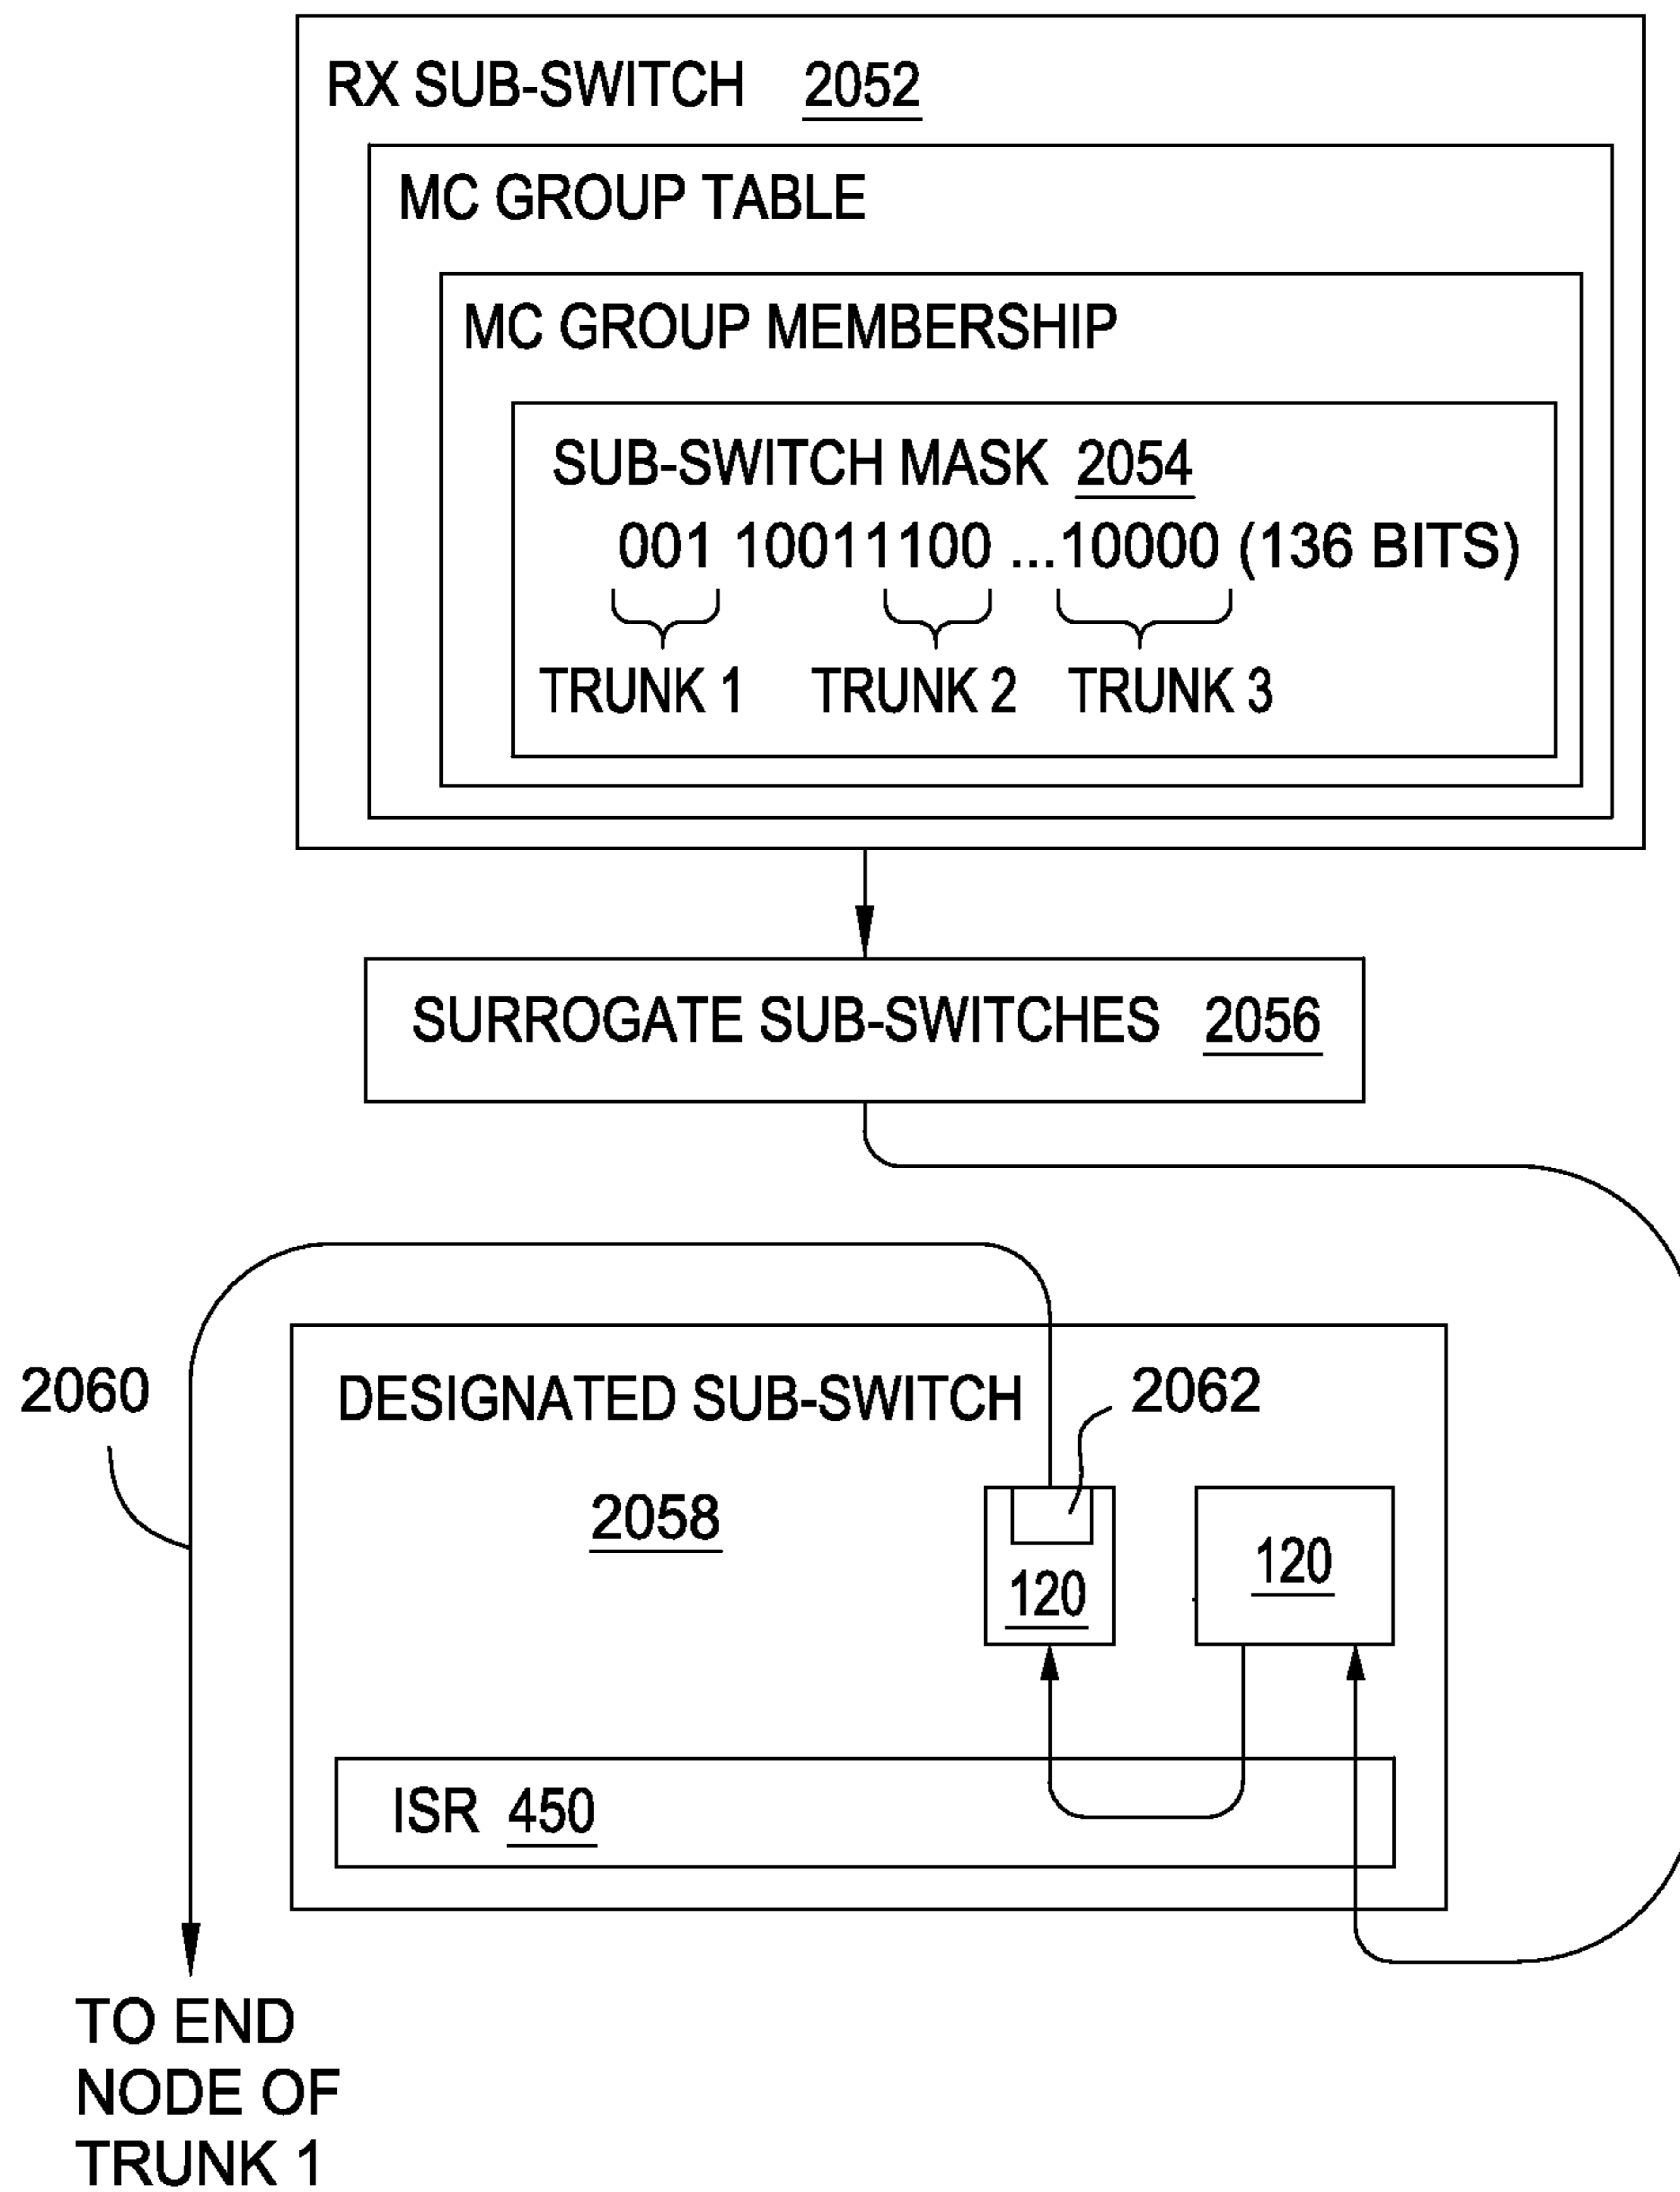 RX SUB-SWITCH 2052
MC GROUP TABLE
MC GROUP MEMBERSHIP
SUB-SWITCH MASK 2054
001 10011100 ...10000 (136 BITS)
TRUNK 1 TRUNK 2 TRUNK 3
SURROGATE SUB-SWITCHES 2056
2060
DESIGNATED SUB-SWITCH
2062
2058
120
120
ISR 450
TO END
NODE OF
TRUNK 1